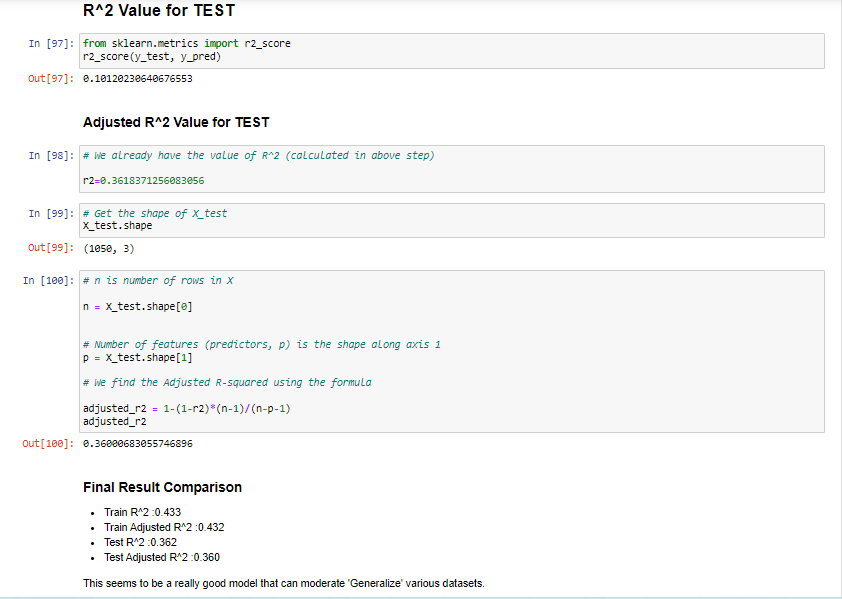 R^2 Value for TEST
In [97]: from sklearn.metrics import r2_score
r2_score(y_test, y_pred)
Out[97]: 0.10120230640676553
Adjusted R^2 Value for TEST
In [98]: # We already have the value of R^2 (calculated in above step)
r2=0.3618371256083056
In [99]: # Get the shape of X_test
X_test.shape
Out[99]: (1050, 3)
In [100]: # n is number of rows in X
n = X_test.shape[0]
# Number of features (predictors, p) is the shape along axis 1
p = X_test.shape[1]
# We find the Adjusted R-squared using the formula
adjusted_r2 = 1-(1-r2)*(n-1)/(n-p-1)
adjusted_r2
Out[100]: 0.36000683055746896
Final Result Comparison
• Train R^2 :0.433
• Train Adjusted R^2 :0.432
• Test R^2 :0.362
• Test Adjusted R^2 :0.360
This seems to be a really good model that can moderate 'Generalize' various datasets.